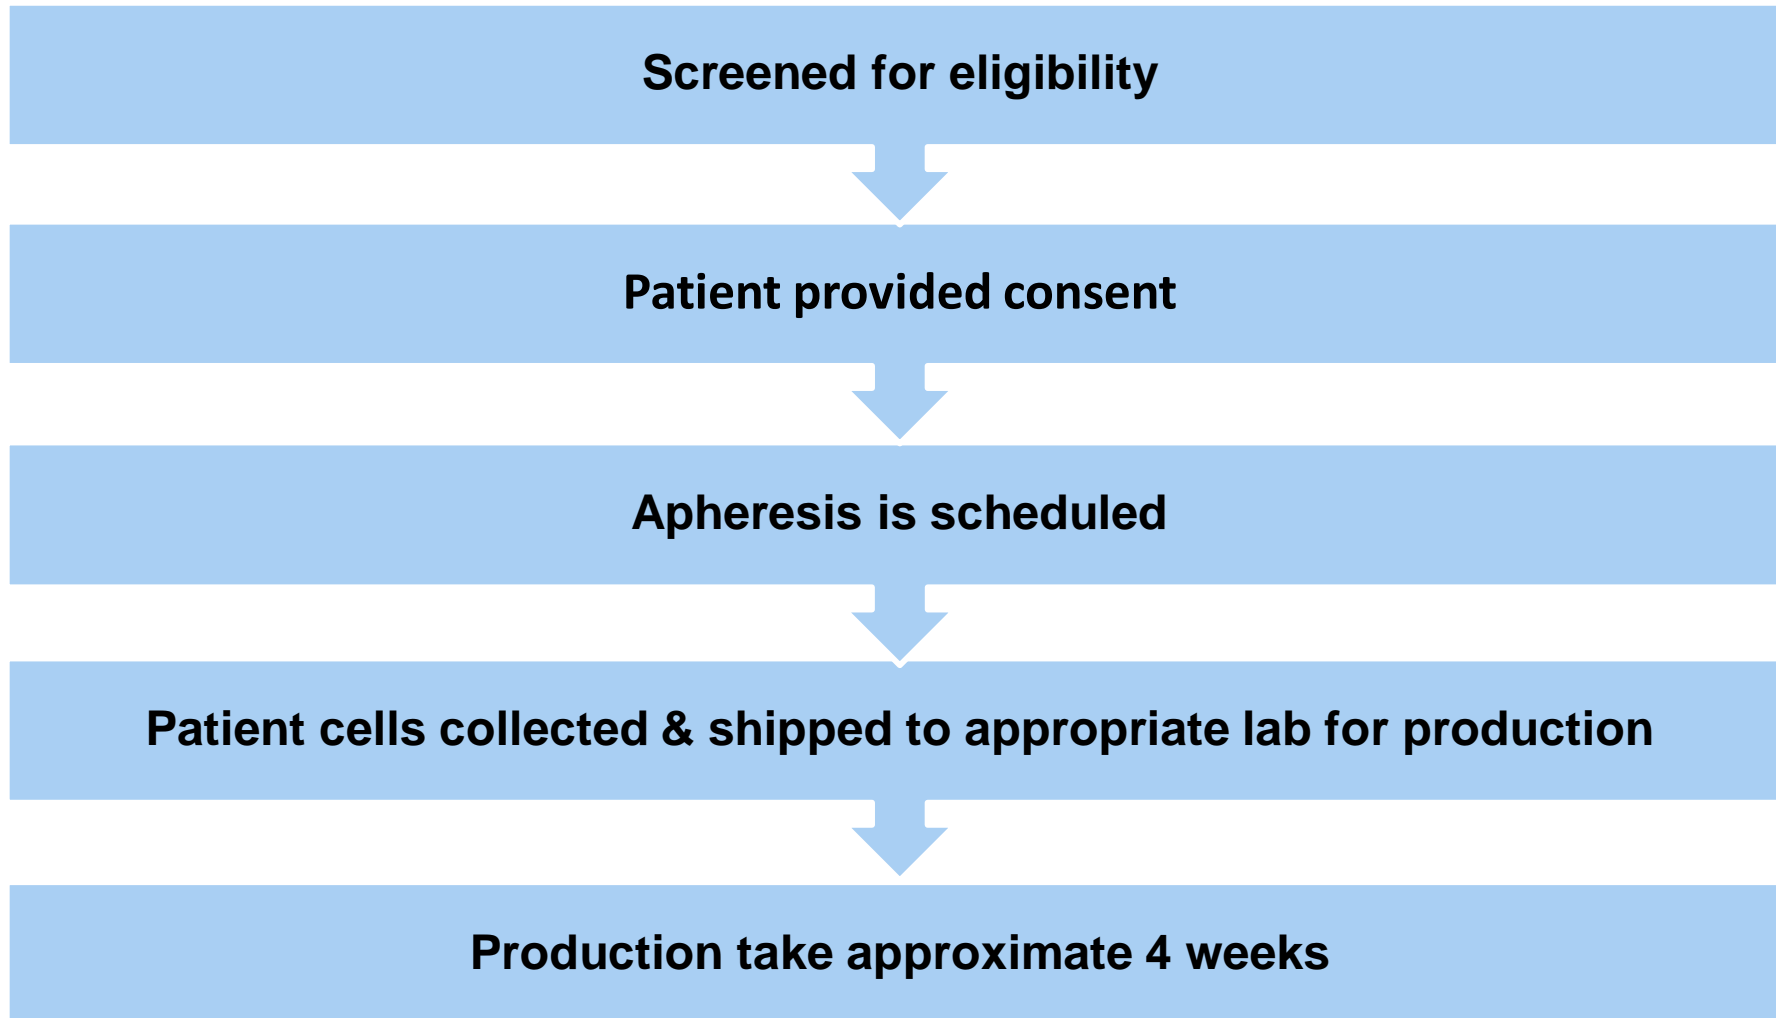 Screened for eligibility
Patient provided consent
Apheresis is scheduled
Patient cells collected & shipped to appropriate lab for production
Production take approximate 4 weeks